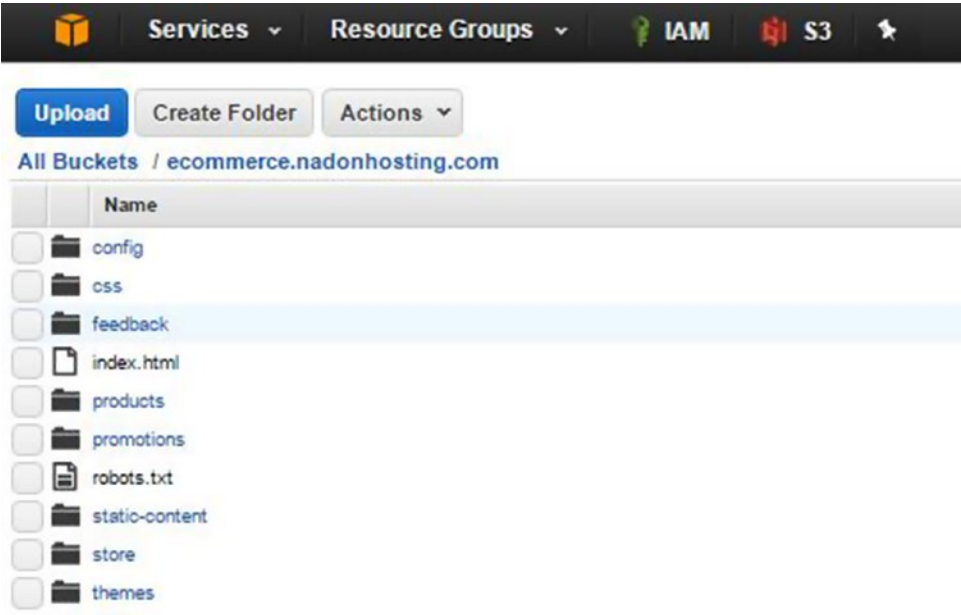 Services Resource Groups IAM S3
Upload Create Folder Actions
All Buckets / ecommerce.nadonhosting.com
Name
config
css
feedback
index.html
products
promotions
robots.txt
static-content
store
themes